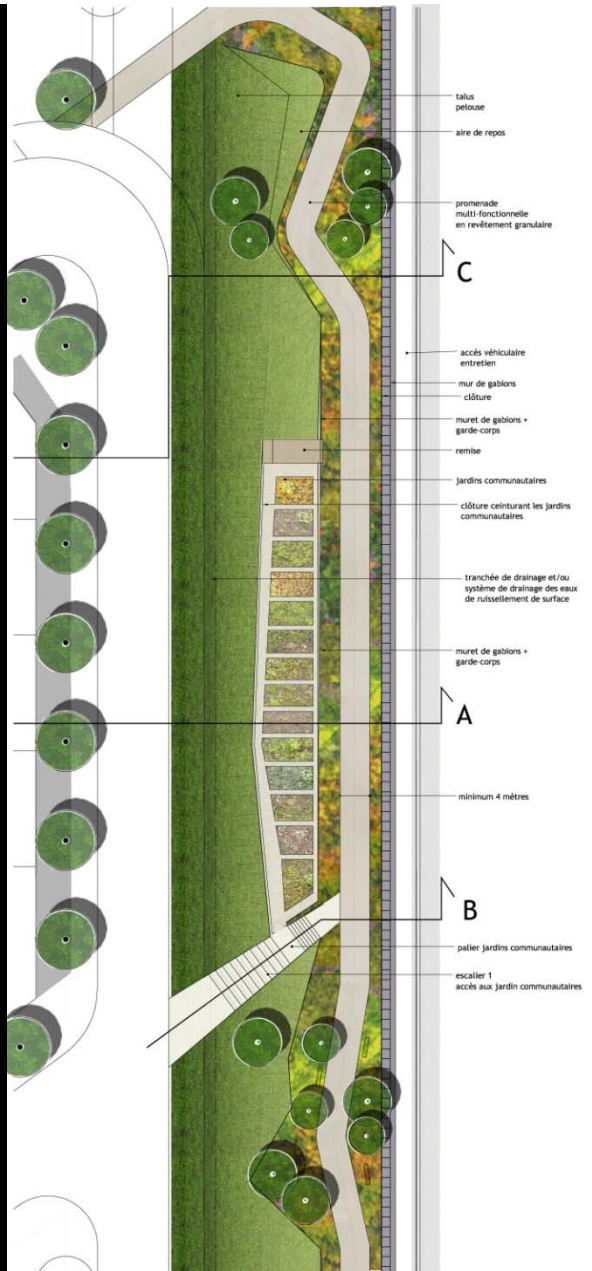 talus
pelouse
aire de repos
promenade
multi-fonctionnelle
en revêtement granulaire
C
accès véhiculaire
entretien
mur de gabions
clôture
muret de gabions +
garde-corps
remise
jardins communautaires
clôture ceinturant les jardins
communautaires
tranchée de drainage et/ou
système de drainage des eaux
de ruissellement de surface
muret de gabions +
garde-corps
A
minimum 4 mètres
B
palier jardins communautaires
escalier 1
accès aux jardin communautaires